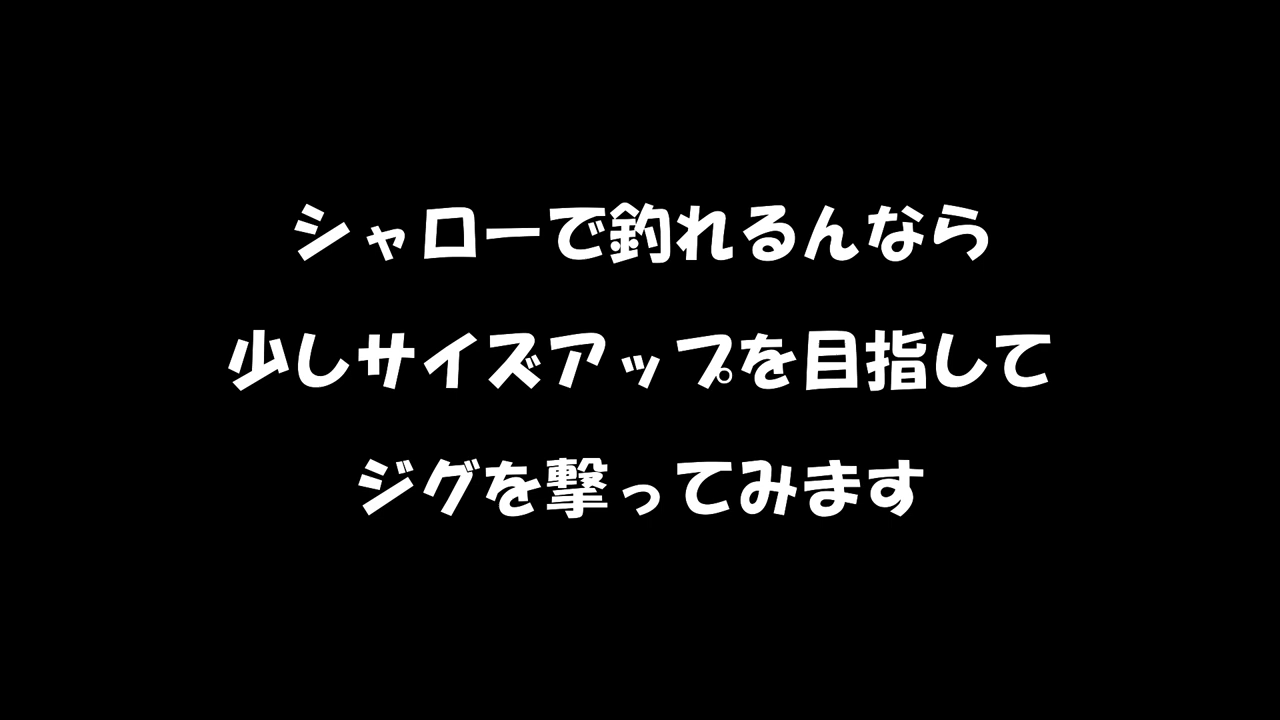 シャローで釣れるんなら
少しサイズアップを目指して
ジグを撃ってみます